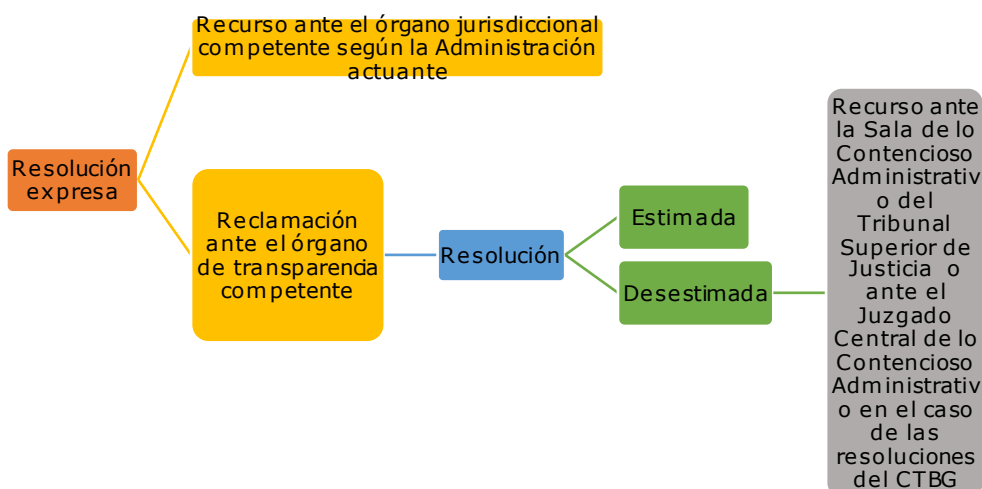 Recurso ante el órgano jurisdiccional
competente según la Administración
actuante
Resolución
expresa
Reclamación
ante el órgano
de transparencia
competente
Resolución
Estimada
Desestimada
Recurso ante
la Sala de lo
Contencioso
Administrativ
o del
Tribunal
Superior de
Justicia o
ante el
Juzgado
Central de lo
Contencioso
Administrativ
o en el caso
de las
resoluciones
del CTBG